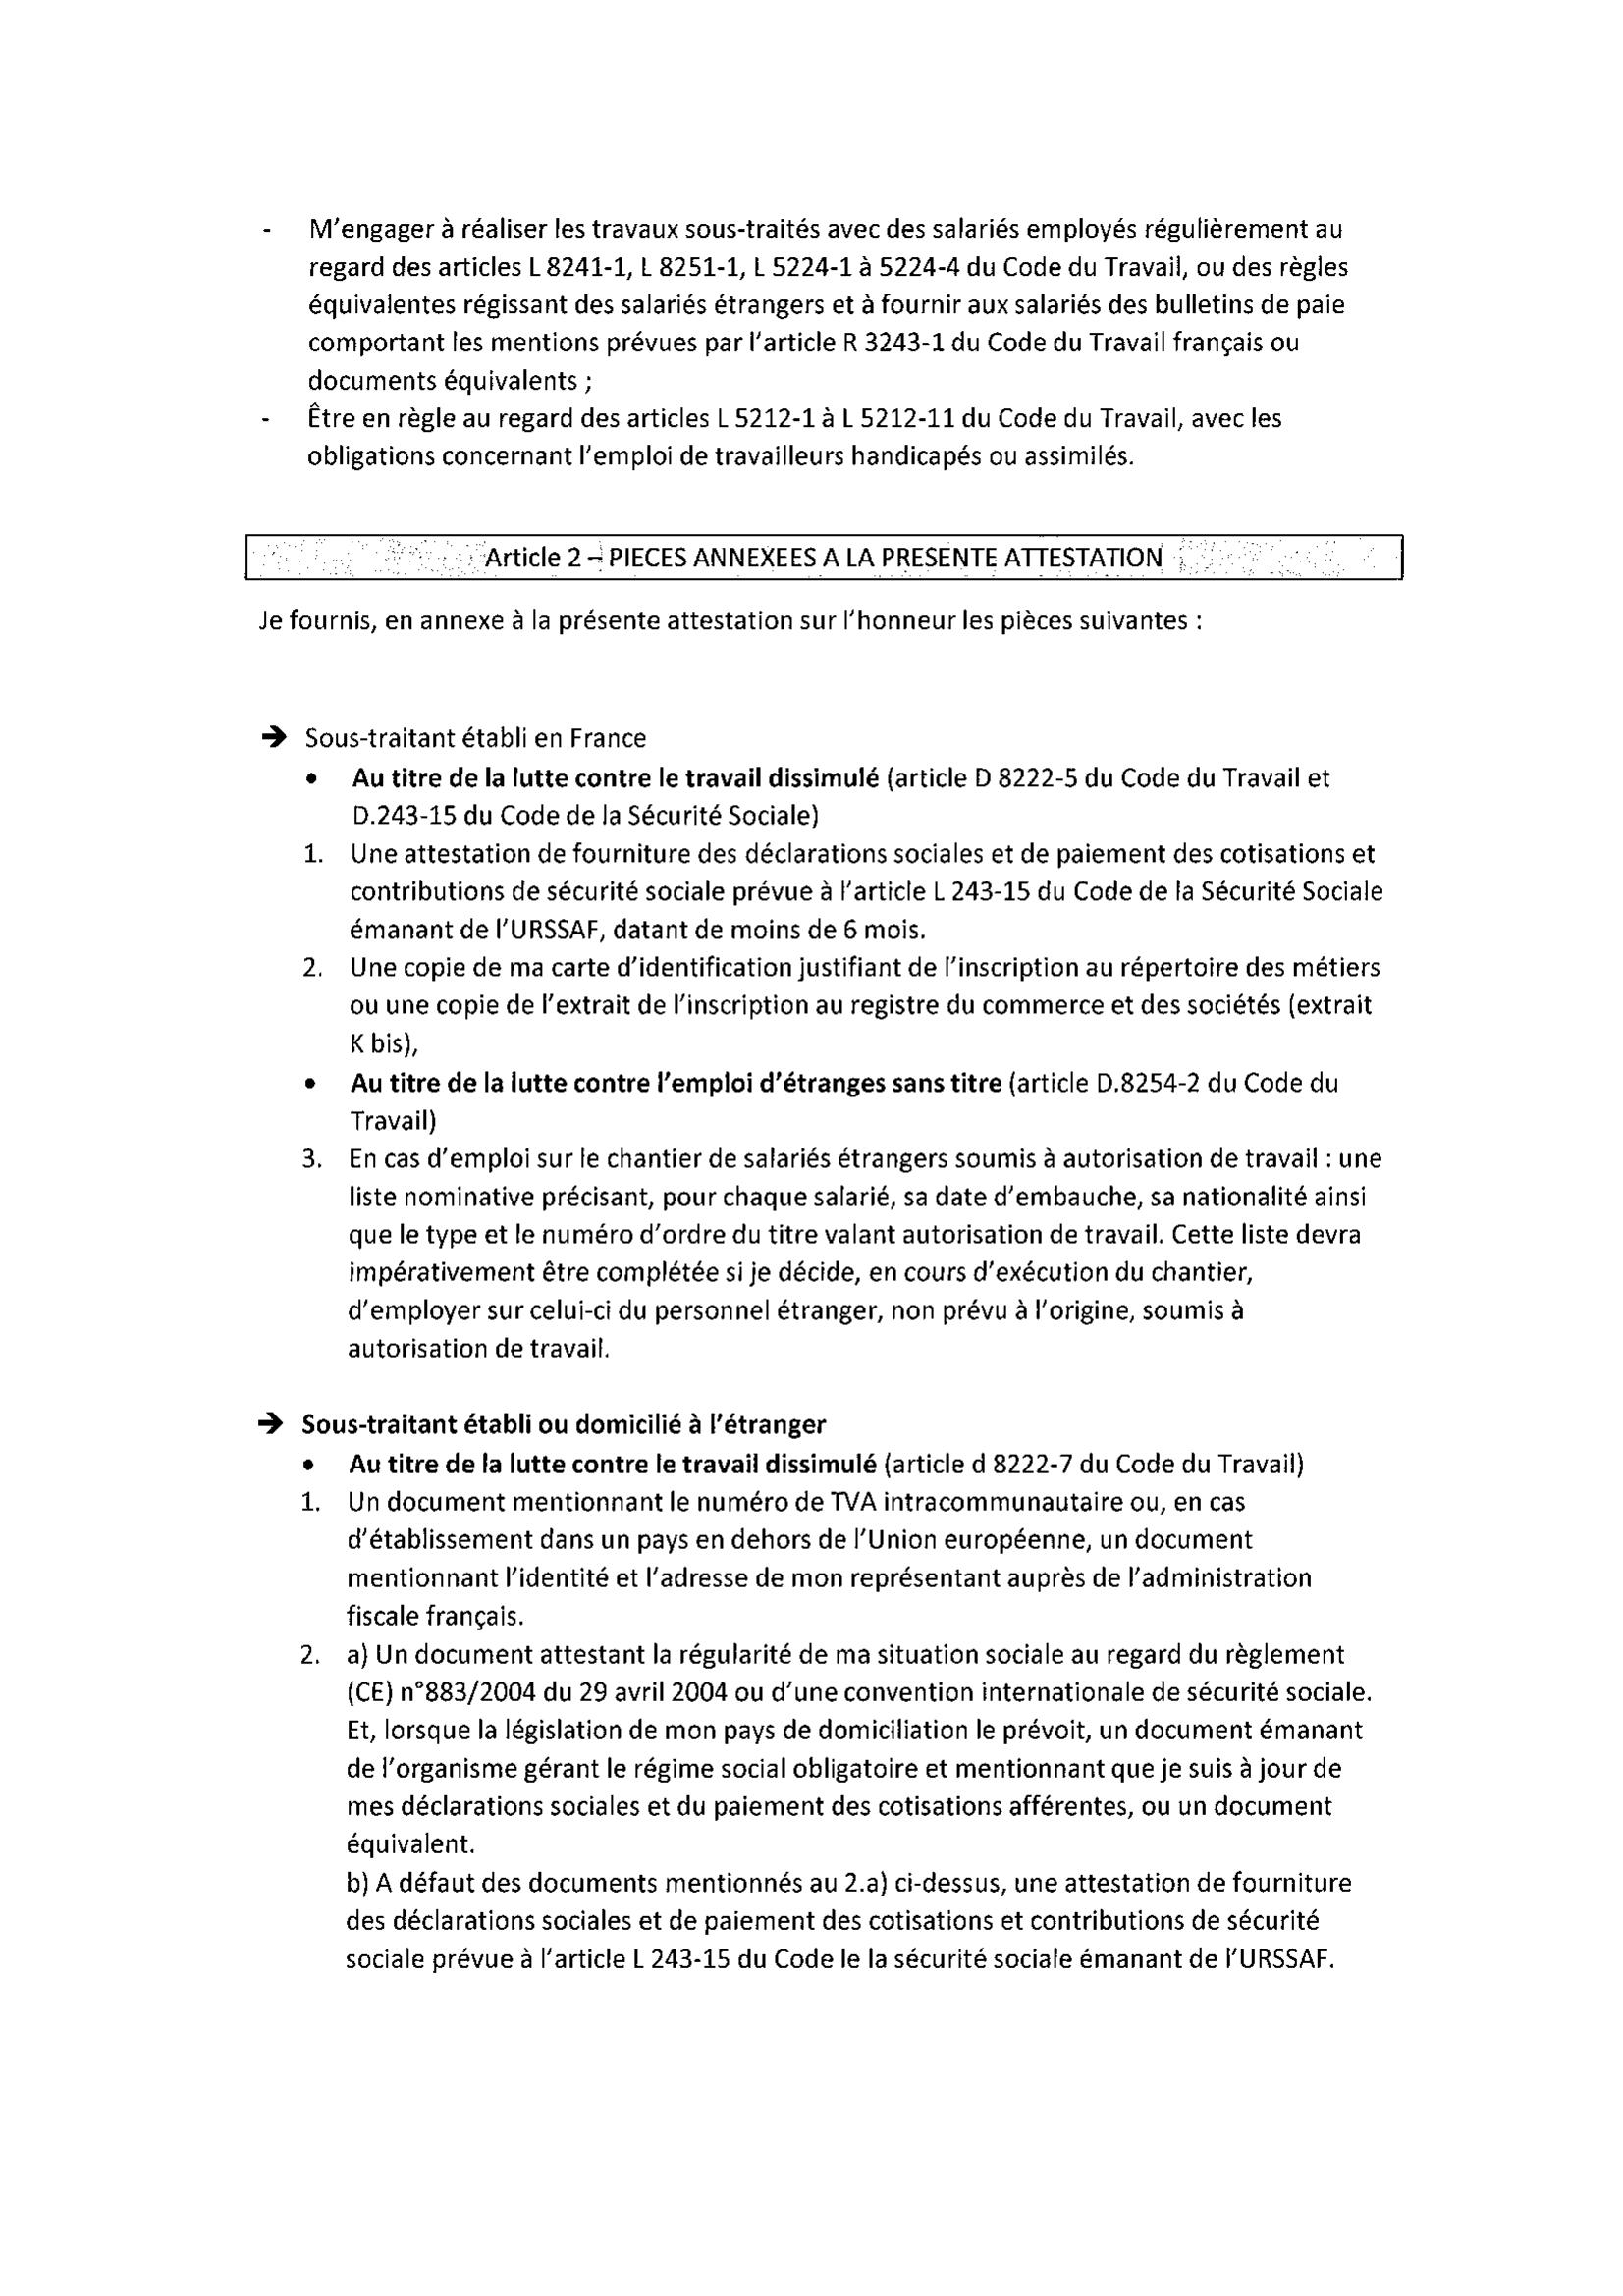 - M’engager à réaliser les travaux sous-traités avec des salariés employés régulièrement au
regard des articles L 8241-1, L 8251-1, L 5224-1 à 5224-4 du Code du Travail, ou des règles
équivalentes régissant des salariés étrangers et à fournir aux salariés des bulletins de paie
comportant les mentions prévues par l’article R 3243-1 du Code du Travail français ou
documents équivalents ;
- Être en règle au regard des articles L 5212-1 à L 5212-11 du Code du Travail, avec les
obligations concernant l’emploi de travailleurs handicapés ou assimilés.
Article 2 – PIECES ANNEXEES A LA PRESENTE ATTESTATION
Je fournis, en annexe à la présente attestation sur l’honneur les pièces suivantes :
➔ Sous-traitant établi en France
• Au titre de la lutte contre le travail dissimulé (article D 8222-5 du Code du Travail et
D.243-15 du Code de la Sécurité Sociale)
1. Une attestation de fourniture des déclarations sociales et de paiement des cotisations et
contributions de sécurité sociale prévue à l’article L 243-15 du Code de la Sécurité Sociale
émanant de l’URSSAF, datant de moins de 6 mois.
2. Une copie de ma carte d’identification justifiant de l’inscription au répertoire des métiers
ou une copie de l’extrait de l’inscription au registre du commerce et des sociétés (extrait
K bis),
• Au titre de la lutte contre l’emploi d’étranges sans titre (article D.8254-2 du Code du
Travail)
3. En cas d’emploi sur le chantier de salariés étrangers soumis à autorisation de travail : une
liste nominative précisant, pour chaque salarié, sa date d’embauche, sa nationalité ainsi
que le type et le numéro d’ordre du titre valant autorisation de travail. Cette liste devra
impérativement être complétée si je décide, en cours d’exécution du chantier,
d’employer sur celui-ci du personnel étranger, non prévu à l’origine, soumis à
autorisation de travail.
➔ Sous-traitant établi ou domicilié à l’étranger
• Au titre de la lutte contre le travail dissimulé (article d 8222-7 du Code du Travail)
1. Un document mentionnant le numéro de TVA intracommunautaire ou, en cas
d’établissement dans un pays en dehors de l’Union européenne, un document
mentionnant l’identité et l’adresse de mon représentant auprès de l’administration
fiscale français.
2. a) Un document attestant la régularité de ma situation sociale au regard du règlement
(CE) n°883/2004 du 29 avril 2004 ou d’une convention internationale de sécurité sociale.
Et, lorsque la législation de mon pays de domiciliation le prévoit, un document émanant
de l’organisme gérant le régime social obligatoire et mentionnant que je suis à jour de
mes déclarations sociales et du paiement des cotisations afférentes, ou un document
équivalent.
b) A défaut des documents mentionnés au 2.a) ci-dessus, une attestation de fourniture
des déclarations sociales et de paiement des cotisations et contributions de sécurité
sociale prévue à l’article L 243-15 du Code le la sécurité sociale émanant de l’URSSAF.